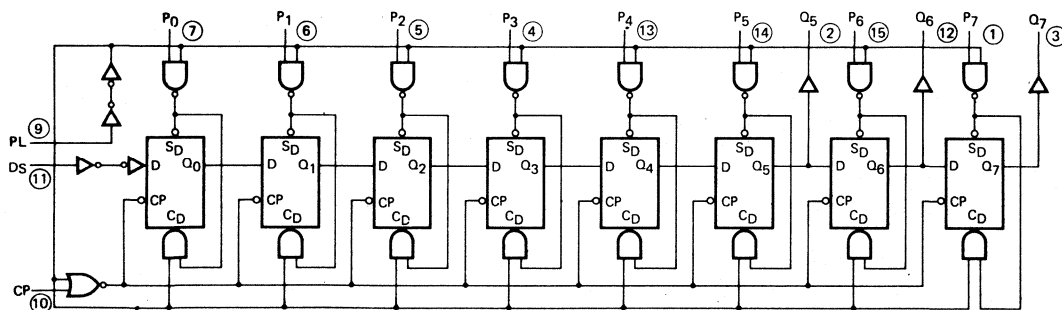 P0 P1 P2 P3 P4 P5 Q5 P6 Q6 P7 Q7
7 6 5 4 13 14 2 15 12 1 3
9
PL
DS
11
SD SD SD SD SD SD SD SD
D Q0 D Q1 D Q2 D Q3 D Q4 D Q5 D Q6 D Q7
CP CP CP CP CP CP CP CP
CD CD CD CD CD CD CD CD
CP
10